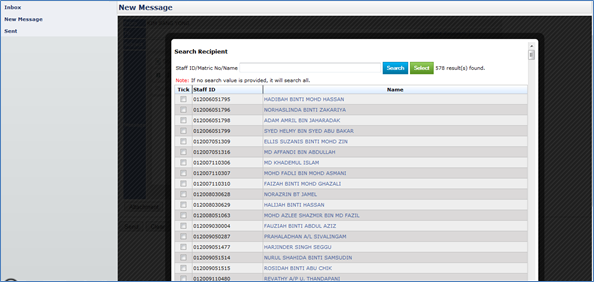 Inbox
New Message
Sent
New Message
Search Recipient
Staff ID/Matric No/Name
Search
Select
578 result(s) found.
Note: If no search value is provided, it will search all.
Tick Staff ID Name
012006051795 HADIBAH BINTI MOHD HASSAN
012006051796 NORHASLINDA BINTI ZAKARIYA
012006051798 ADAM AMRIL BIN JAHARADAK
012006051799 SYED HELMY BIN SYED ABU BAKAR
012007051309 ELLIS SUZANIS BINTI MOHD ZIN
012007051316 MD AFFANDI BIN ABDULLAH
012007110306 MD KHADEMUL ISLAM
012007110307 MOHD FADLI BIN MOHD ASMANI
012007110310 FAIZAH BINTI MOHD GHAZALI
012008030628 NORAZRIN BT JAMEL
012008030629 HALIJAH BINTI HASSAN
012008051063 MOHD AZLEE SHAZMIR BIN MD FAZIL
012009030004 FAUZIAH BINTI ABDUL AZIZ
012009050287 PRAHALADHAN A/L SIVALINGAM
012009051477 HARJINDER SINGH SEGGU
012009051514 NURUL SHAHIDA BINTI SAMSUDIN
012009051515 ROSIDAH BINTI ABU CHIK
012009110480 REVATHY A/P U. THANDAPANI